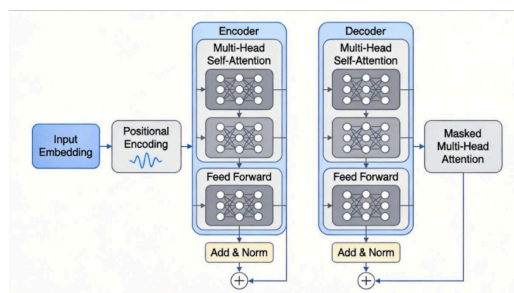 Encoder
Multi-Head
Self-Attention
Feed Forward
Add & Norm
Input
Embedding
Positional
Encoding
Decoder
Multi-Head
Self-Attention
Feed Forward
Add & Norm
Masked
Multi-Head
Attention